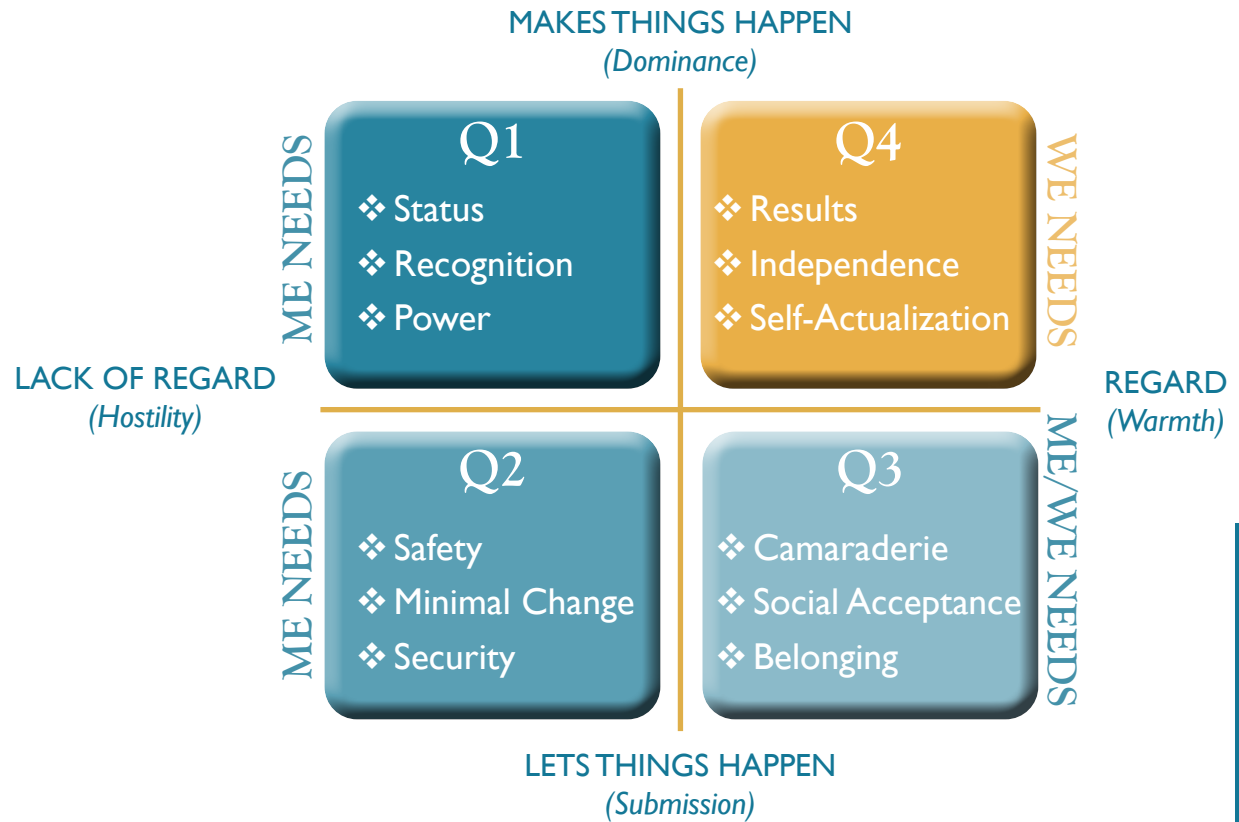 MAKES THINGS HAPPEN
(Dominance)
ME NEEDS
Q1
❖ Status
❖ Recognition
❖ Power
Q4
❖ Results
❖ Independence
❖ Self-Actualization
WE NEEDS
LACK OF REGARD
(Hostility)
REGARD
(Warmth)
ME NEEDS
Q2
❖ Safety
❖ Minimal Change
❖ Security
Q3
❖ Camaraderie
❖ Social Acceptance
❖ Belonging
ME/WE NEEDS
LETS THINGS HAPPEN
(Submission)